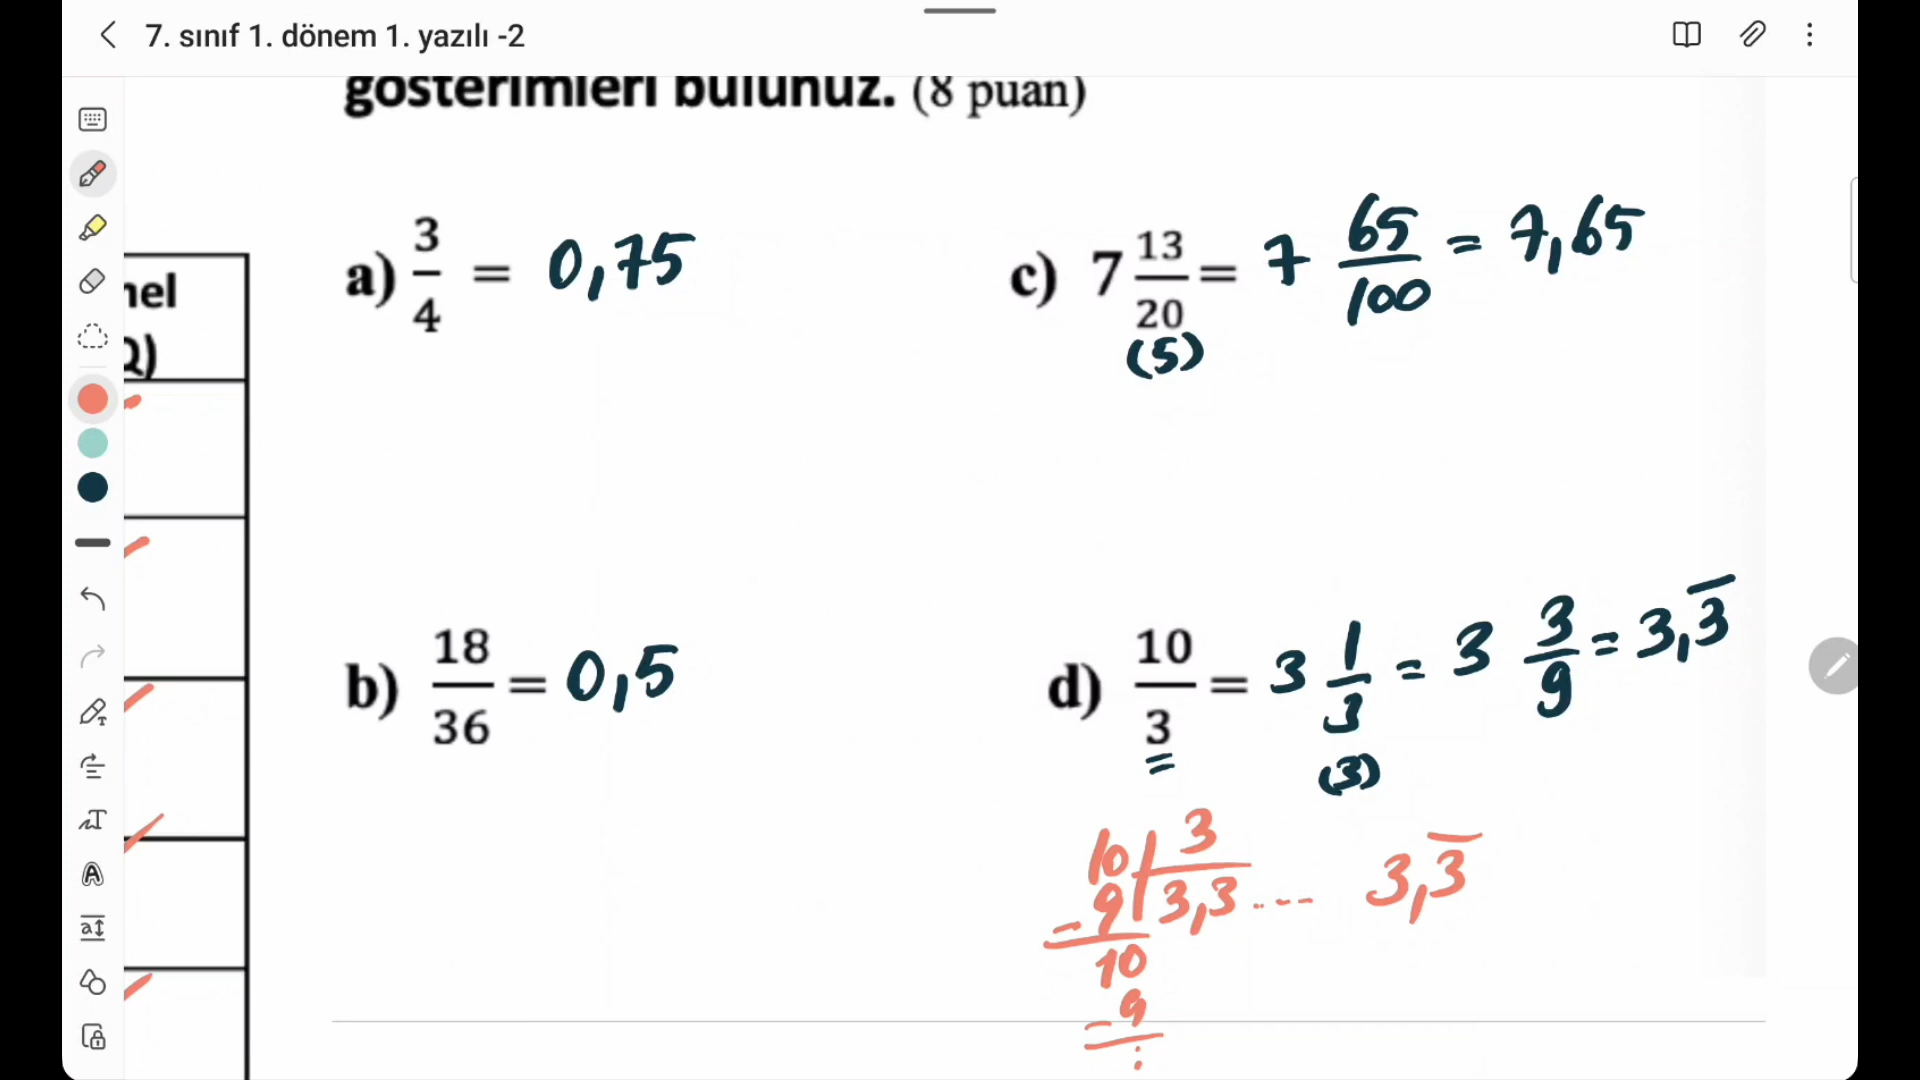 7. sınıf 1. dönem 1. yazılı -2
gösterimleri bulunuz. (8 puan)
nel
Q)
a) 3/4 = 0,75
b) 18/36 = 0,5
c) 7 13/20 = 7 65/100 = 7,65
(5)
d) 10/3 = 3 1/3 = 3 3/9 = 3,3̅
(3)
10 | 3
- 9 | 3,3.... 3,3̅
10
- 9
: